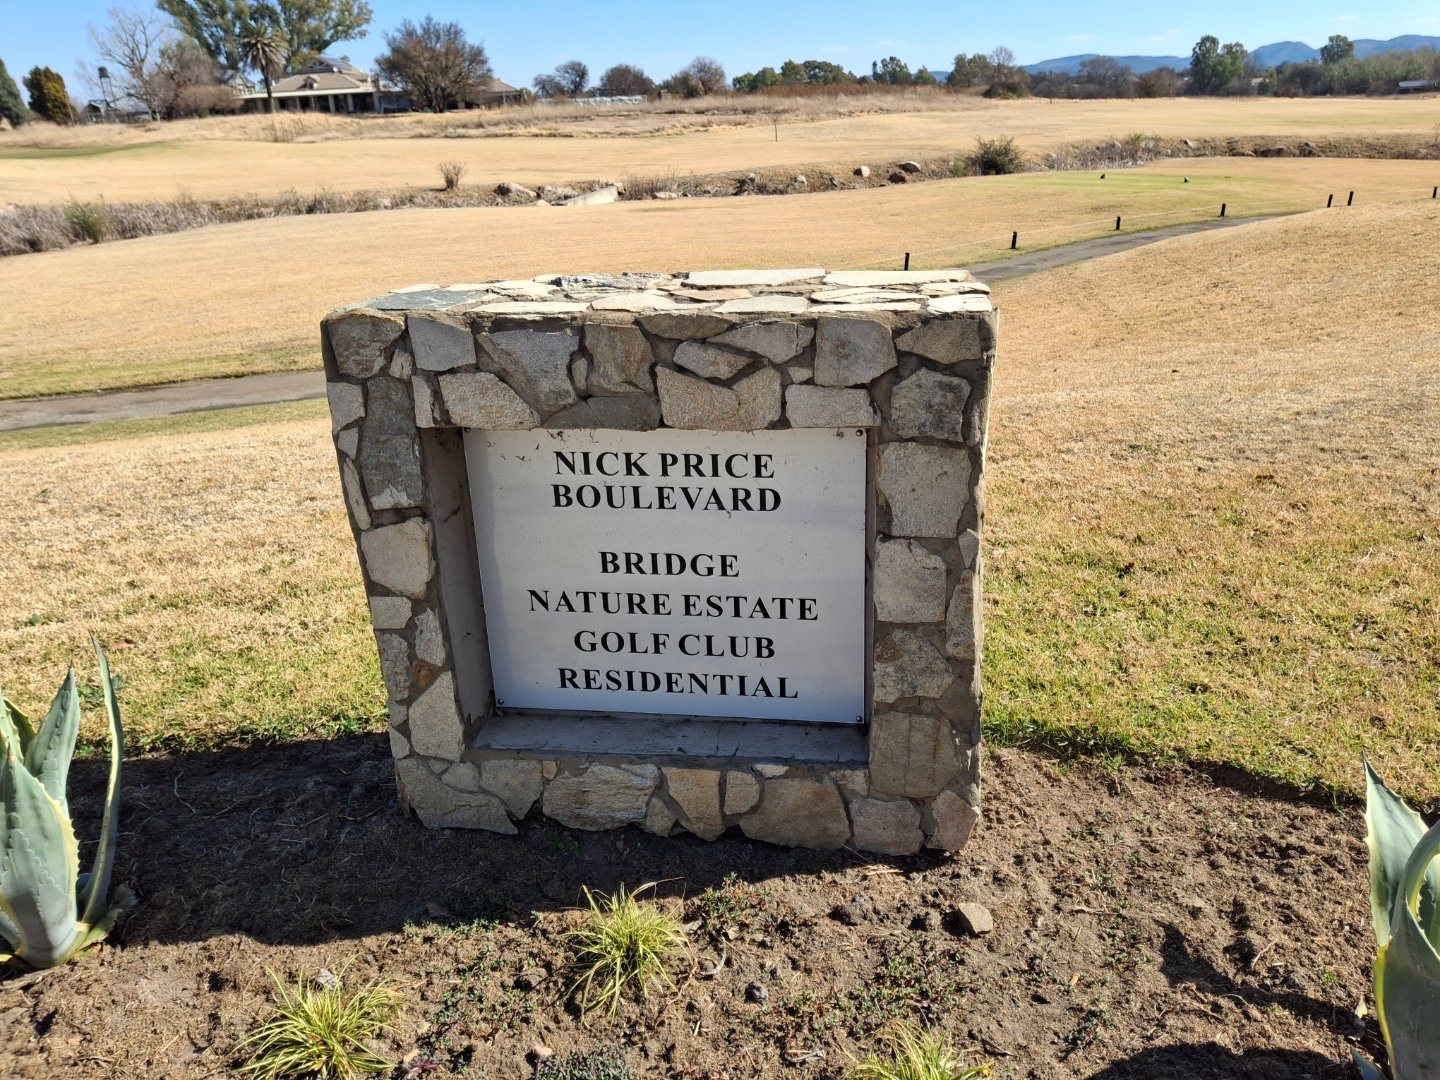 NICK PRICE
BOULEVARD
BRIDGE
NATURE ESTATE
GOLF CLUB
RESIDENTIAL